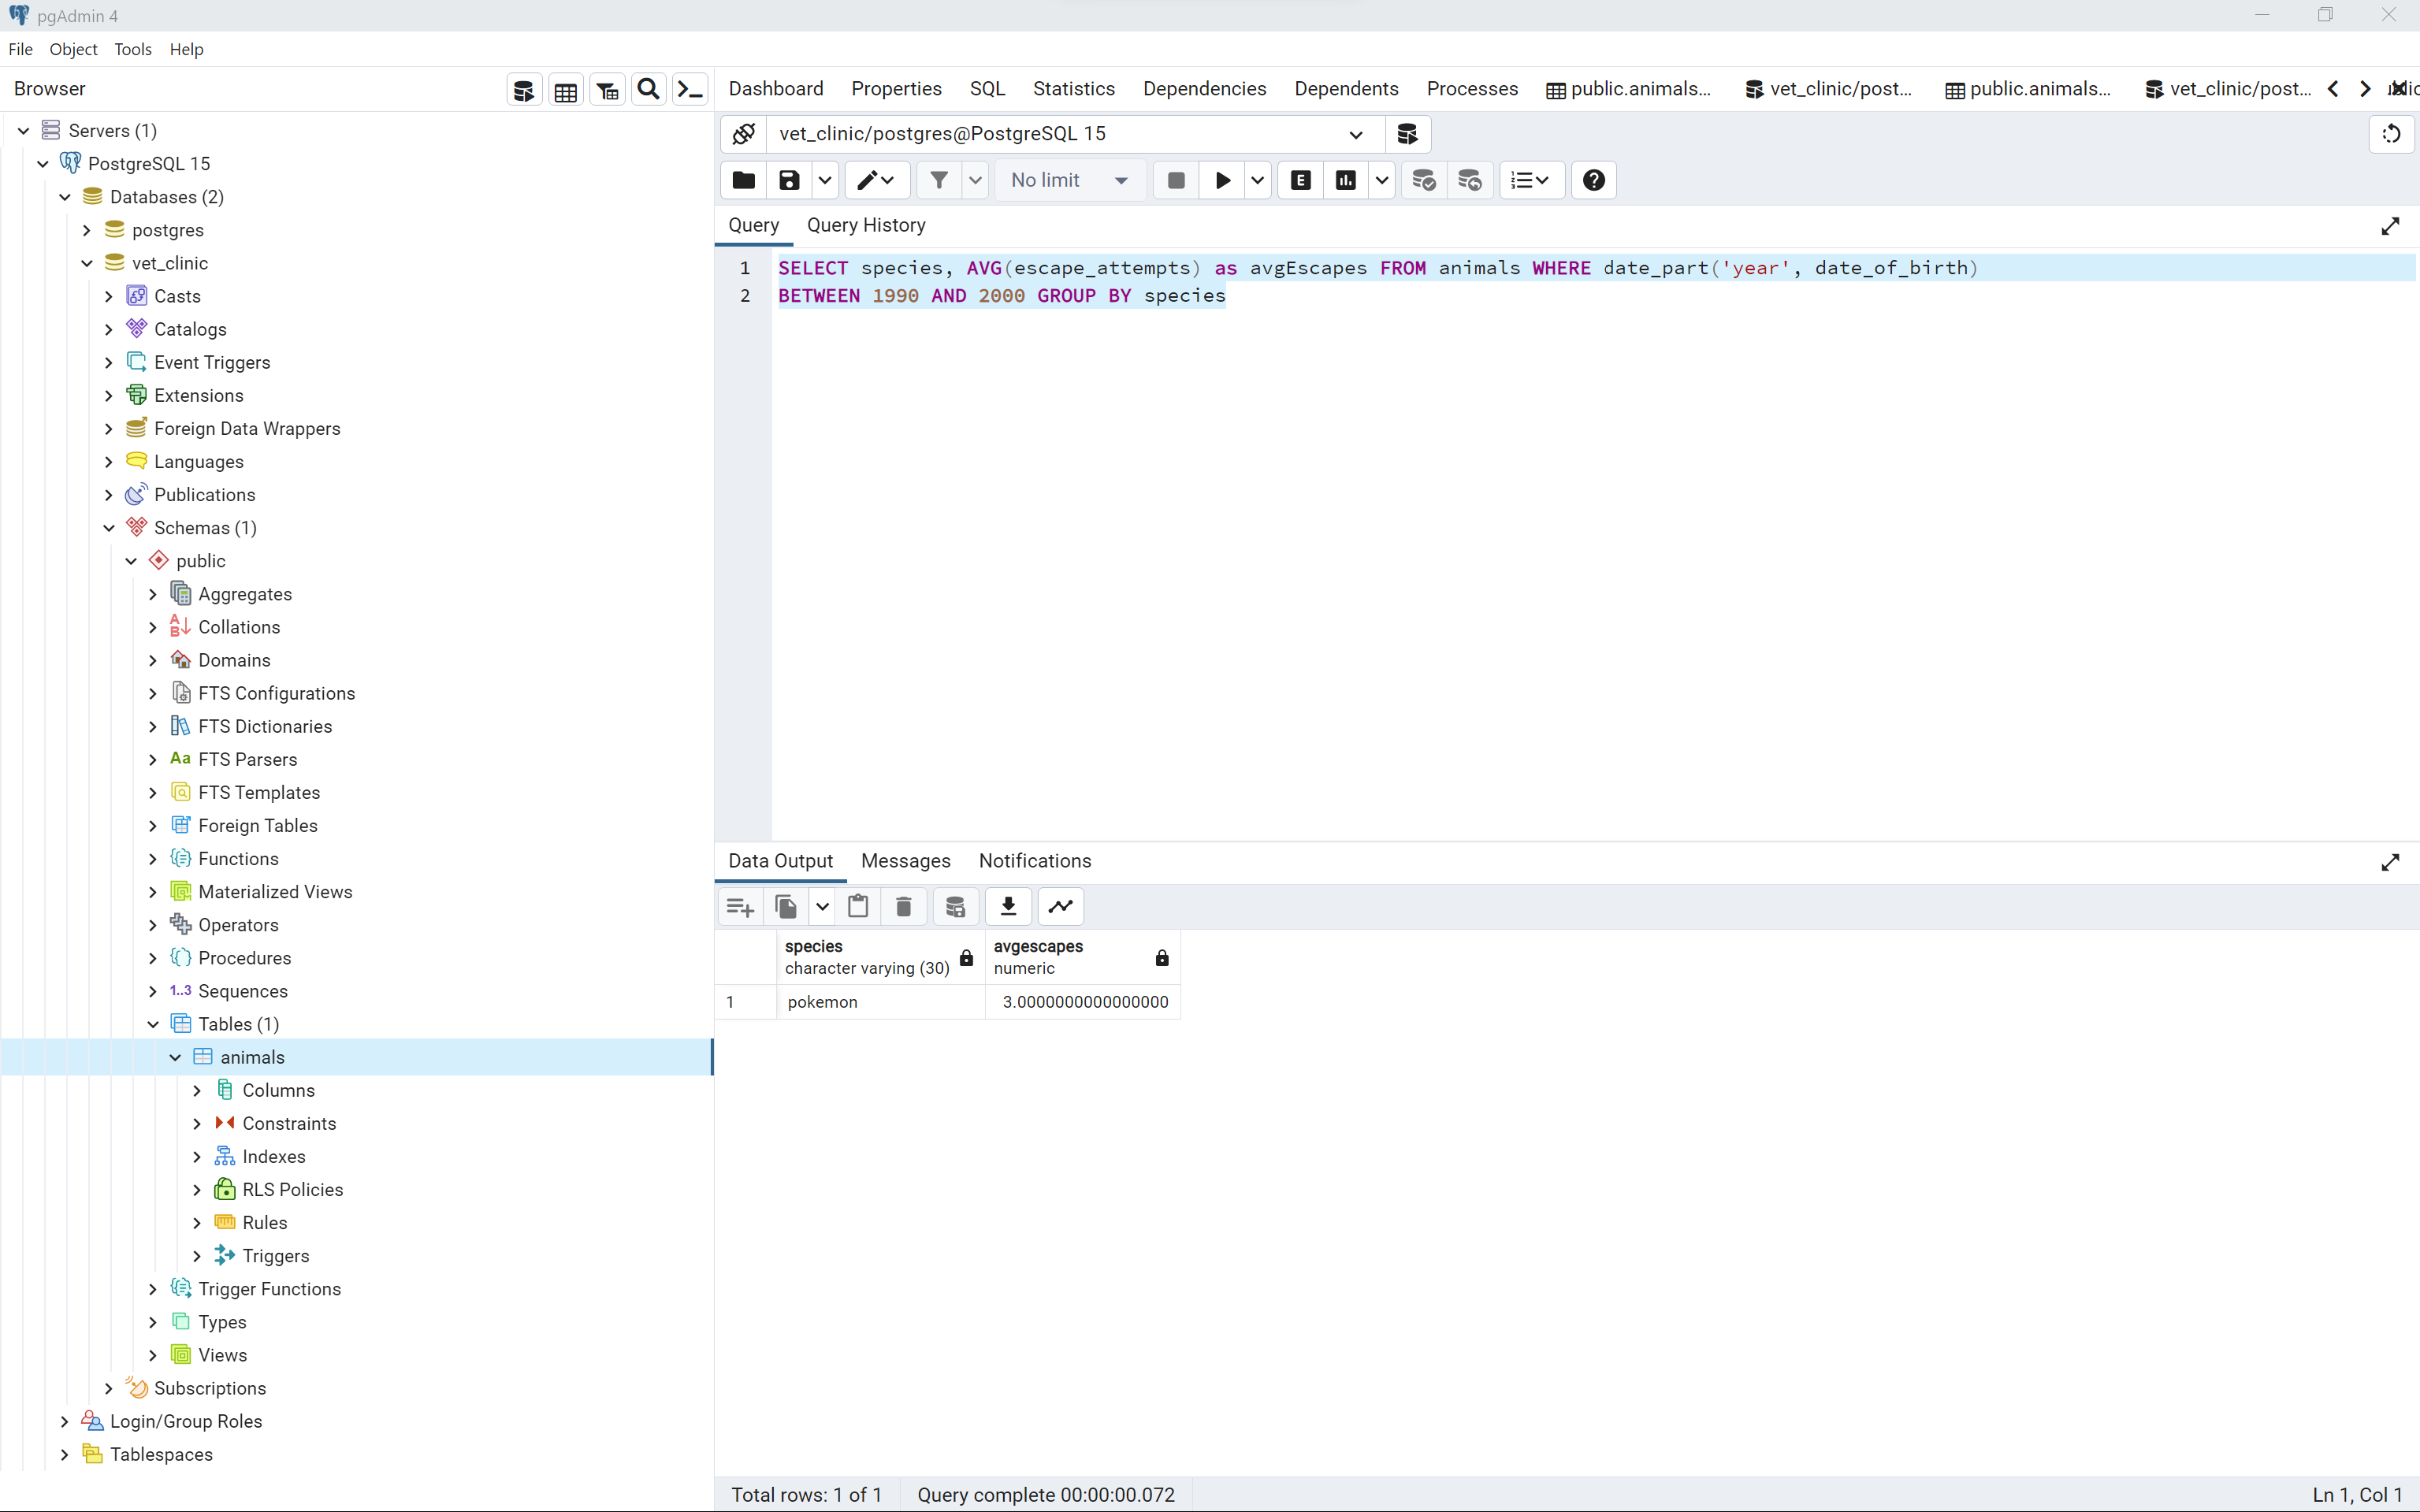 pgAdmin 4
File Object Tools Help
Browser
Dashboard Properties SQL Statistics Dependencies Dependents Processes public.animals... vet_clinic/post... public.animals... vet_clinic/post...
Servers (1)
PostgreSQL 15
Databases (2)
postgres
vet_clinic
Casts
Catalogs
Event Triggers
Extensions
Foreign Data Wrappers
Languages
Publications
Schemas (1)
public
Aggregates
Collations
Domains
FTS Configurations
FTS Dictionaries
Aa FTS Parsers
FTS Templates
Foreign Tables
Functions
Materialized Views
Operators
Procedures
1..3 Sequences
Tables (1)
animals
Columns
Constraints
Indexes
RLS Policies
Rules
Triggers
Trigger Functions
Types
Views
Subscriptions
Login/Group Roles
Tablespaces
vet_clinic/postgres@PostgreSQL 15
No limit
E
Query Query History
1 SELECT species, AVG(escape_attempts) as avgEscapes FROM animals WHERE date_part('year', date_of_birth)
2 BETWEEN 1990 AND 2000 GROUP BY species
Data Output Messages Notifications
species avgescapes
character varying (30) numeric
1 pokemon 3.0000000000000000
Total rows: 1 of 1 Query complete 00:00:00.072 Ln 1, Col 1